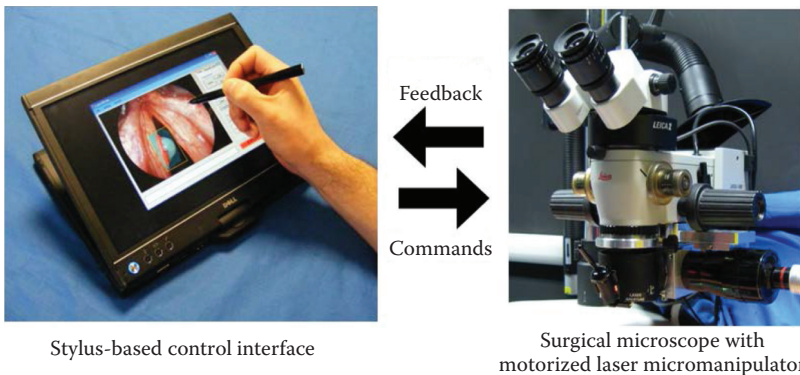 Feedback
Commands
DELL
LEICA
Leica
Stylus-based control interface
Surgical microscope with
motorized laser micromanipulator